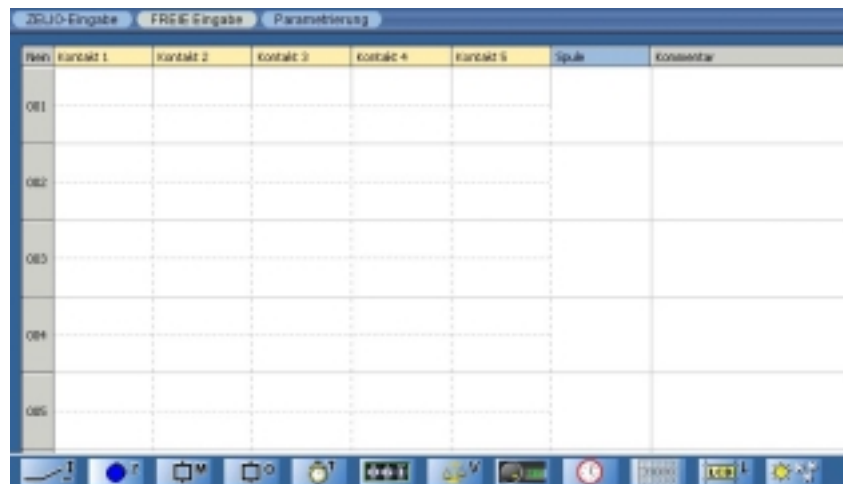 ZELIO-Eingabe FREIE Eingabe Parametrierung
Kontakt 1 Kontakt 2 Kontakt 3 Kontakt 4 Kontakt 5 Spule Kommentar
001
002
003
004
005
I Z M O T V L